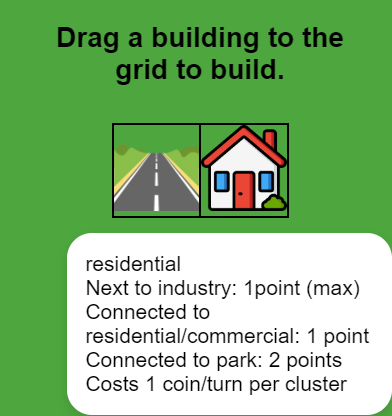 Drag a building to the
grid to build.
residential
Next to industry: 1point (max)
Connected to
residential/commercial: 1 point
Connected to park: 2 points
Costs 1 coin/turn per cluster